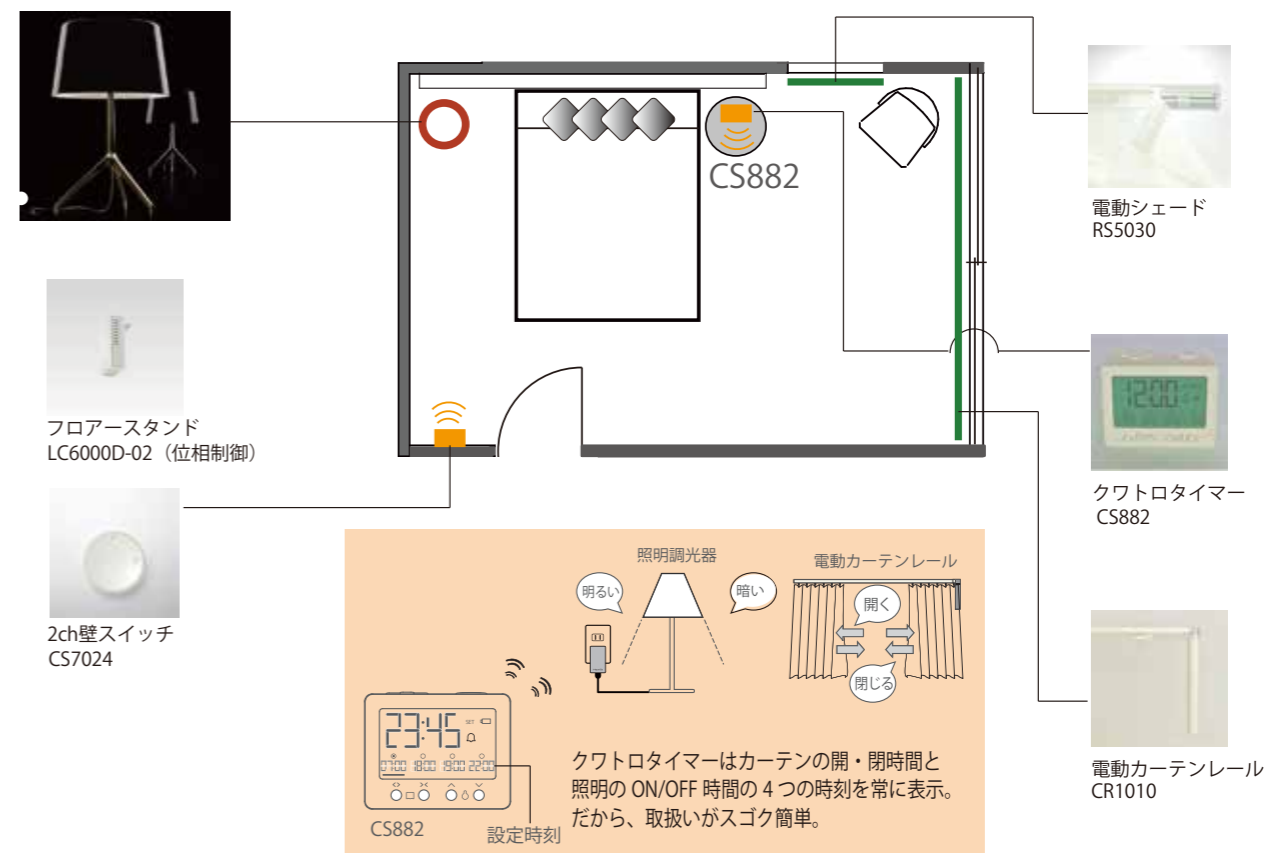 CS882
電動シェード
RS5030
フロアースタンド
LC6000D-02（位相制御）
12:00
クワトロタイマー
CS882
2ch壁スイッチ
CS7024
照明調光器
明るい
暗い
電動カーテンレール
開く
閉じる
23:45
SET
07:00 18:00 19:00 22:00
CS882
設定時刻
クワトロタイマーはカーテンの開・閉時間と
照明の ON/OFF 時間の 4 つの時刻を常に表示。
だから、取扱いがスゴク簡単。
電動カーテンレール
CR1010